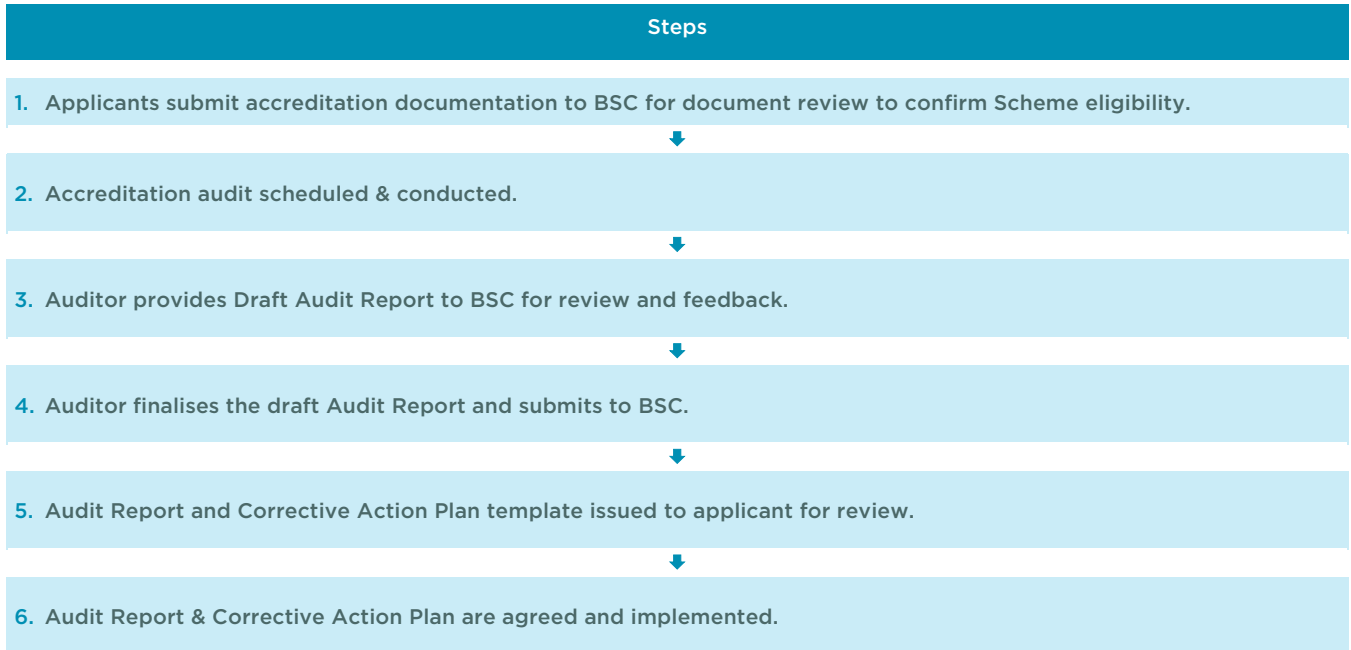 Steps
1. Applicants submit accreditation documentation to BSC for document review to confirm Scheme eligibility.
2. Accreditation audit scheduled & conducted.
3. Auditor provides Draft Audit Report to BSC for review and feedback.
4. Auditor finalises the draft Audit Report and submits to BSC.
5. Audit Report and Corrective Action Plan template issued to applicant for review.
6. Audit Report & Corrective Action Plan are agreed and implemented.